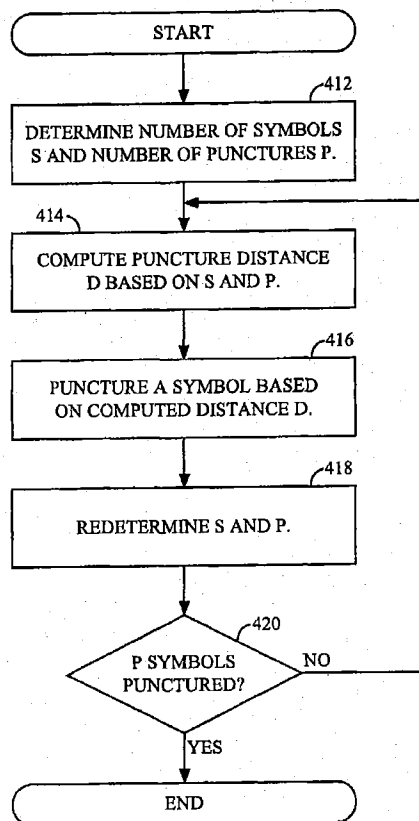 START
412
DETERMINE NUMBER OF SYMBOLS
S AND NUMBER OF PUNCTURES P.
414
COMPUTE PUNCTURE DISTANCE
D BASED ON S AND P.
416
PUNCTURE A SYMBOL BASED
ON COMPUTED DISTANCE D.
418
REDETERMINE S AND P.
420
P SYMBOLS
PUNCTURED?
NO
YES
END